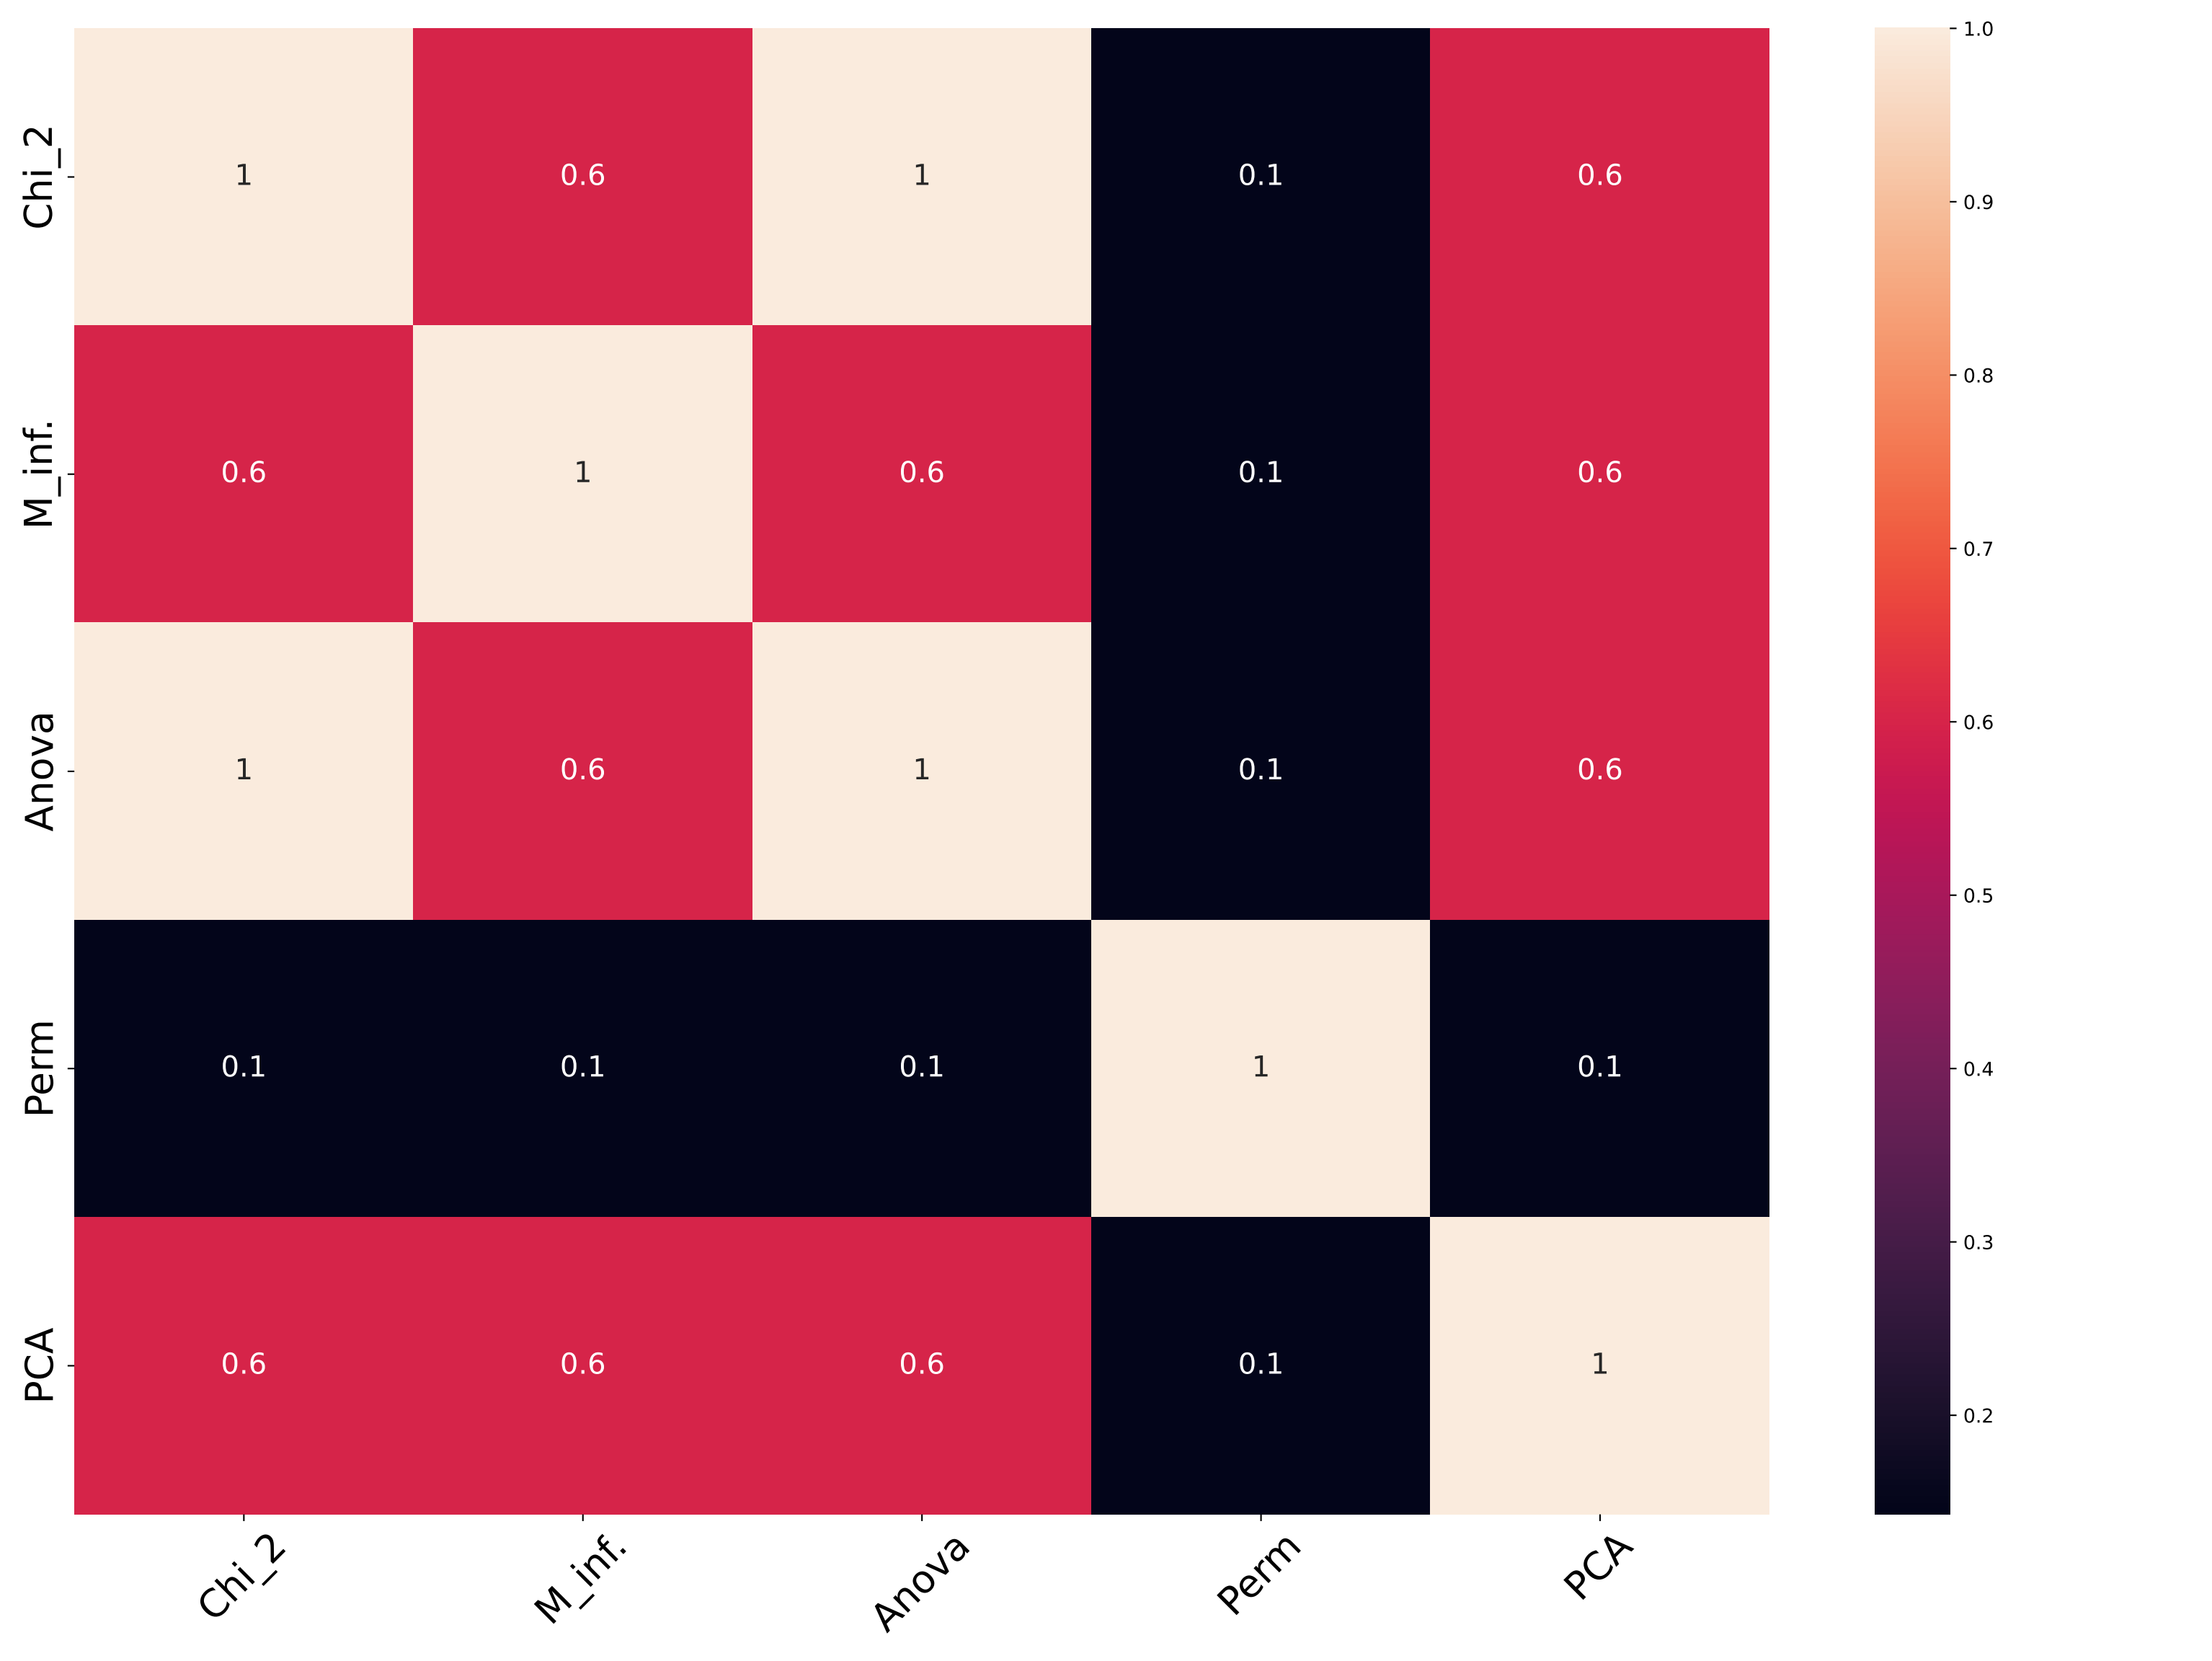 Chi_2 1 0.6 1 0.1 0.6
M_inf. 0.6 1 0.6 0.1 0.6
Anova 1 0.6 1 0.1 0.6
Perm 0.1 0.1 0.1 1 0.1
PCA 0.6 0.6 0.6 0.1 1
Chi_2 M_inf. Anova Perm PCA
1.0
0.9
0.8
0.7
0.6
0.5
0.4
0.3
0.2